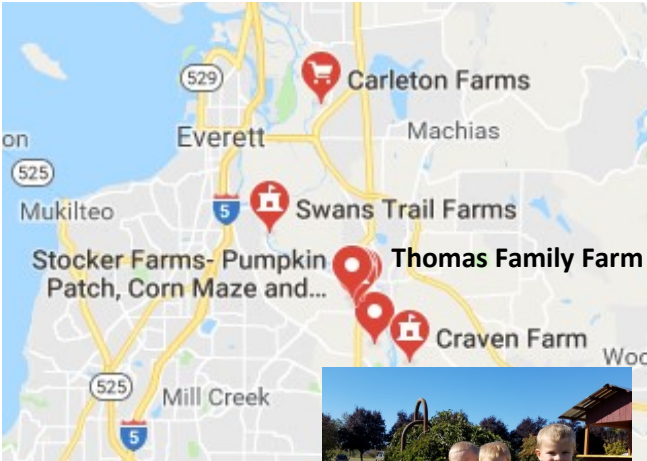 529
Carleton Farms
Everett
Machias
on
525
Mukilteo
5
Swans Trail Farms
Stocker Farms- Pumpkin
Patch, Corn Maze and...
Thomas Family Farm
Craven Farm
Woo
525
Mill Creek
5